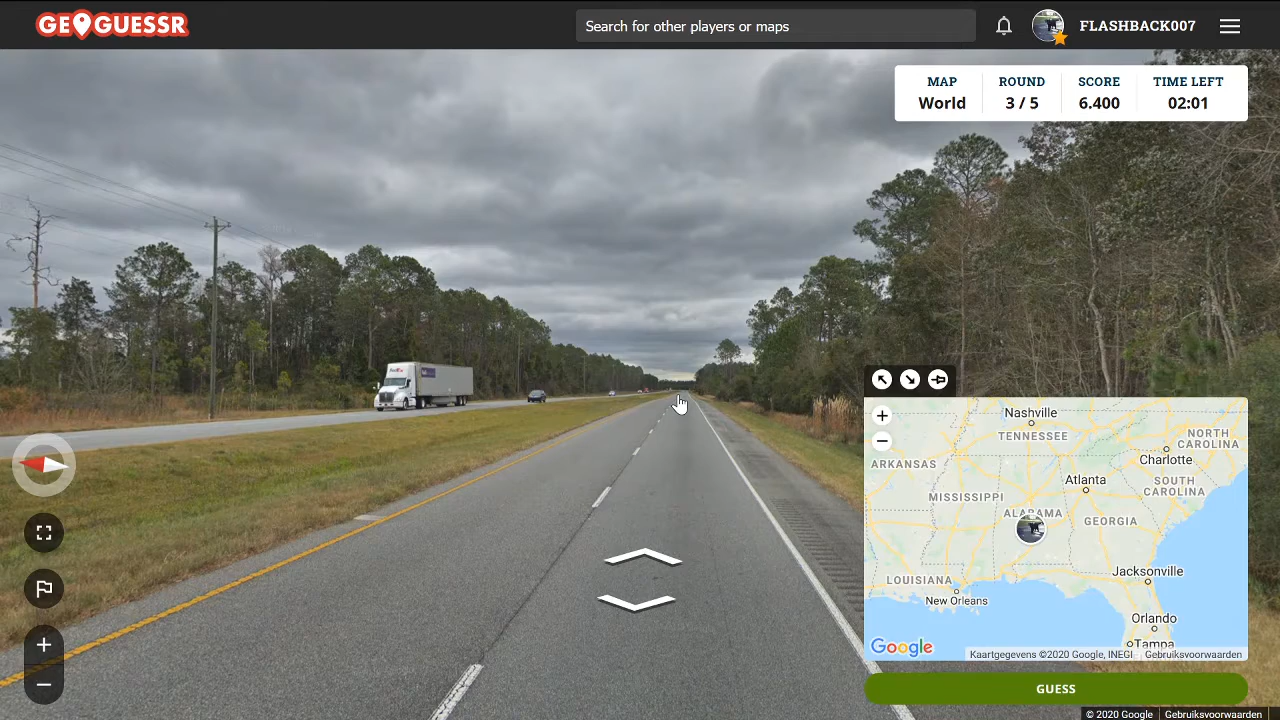 GEOGUESSR
Search for other players or maps
FLASHBACK007
MAP
World
ROUND
3 / 5
SCORE
6.400
TIME LEFT
02:01
FedEx
+
−
Nashville
TENNESSEE
NORTH
CAROLINA
Charlotte
ARKANSAS
Atlanta
SOUTH
CAROLINA
MISSISSIPPI
ALABAMA
GEORGIA
Jacksonville
LOUISIANA
New Orleans
Orlando
Tampa
Google
Kaartgegevens ©2020 Google, INEGI
Gebruiksvoorwaarden
+
−
GUESS
© 2020 Google
Gebruiksvoorwaarden